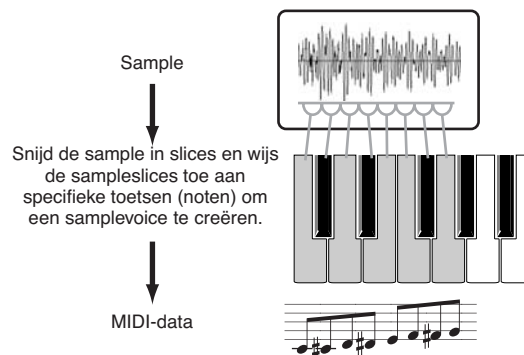 Sample
Snijd de sample in slices en wijs
de sampleslices toe aan
specifieke toetsen (noten) om
een samplevoice te creëren.
MIDI-data